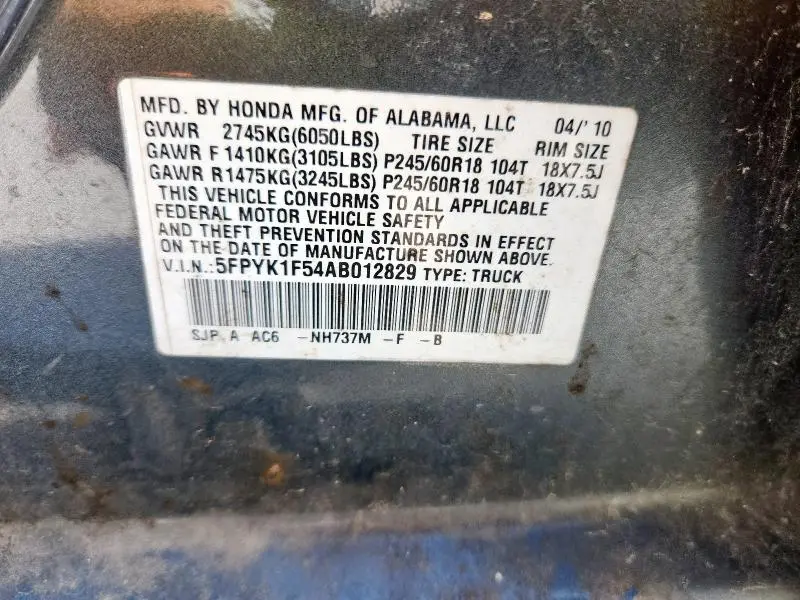 MFD. BY HONDA MFG. OF ALABAMA, LLC 04/'10
GVWR 2745KG(6050LBS) TIRE SIZE RIM SIZE
GAWR F 1410KG(3105LBS) P245/60R18 104T 18X7.5J
GAWR R1475KG(3245LBS) P245/60R18 104T 18X7.5J
THIS VEHICLE CONFORMS TO ALL APPLICABLE
FEDERAL MOTOR VEHICLE SAFETY
AND THEFT PREVENTION STANDARDS IN EFFECT
ON THE DATE OF MANUFACTURE SHOWN ABOVE.
V.I.N.:5FPYK1F54AB012829 TYPE: TRUCK
SJP A AC6 -NH737M -F -B